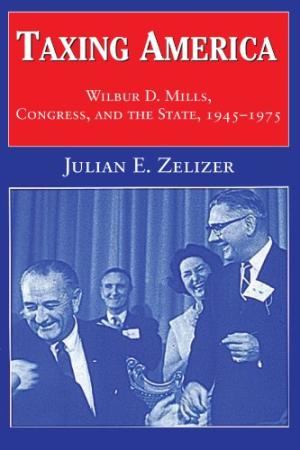 TAXING AMERICA
WILBUR D. MILLS,
CONGRESS, AND THE STATE, 1945–1975
JULIAN E. ZELIZER